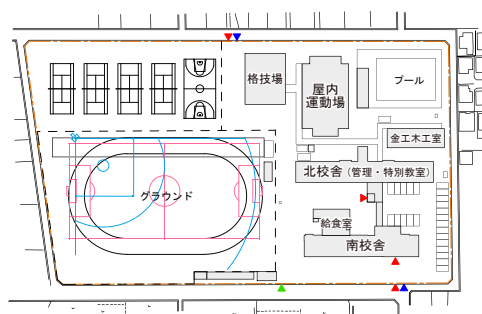 格技場
屋内
運動場
プール
金工木工室
北校舎（管理・特別教室）
グラウンド
給食室
南校舎